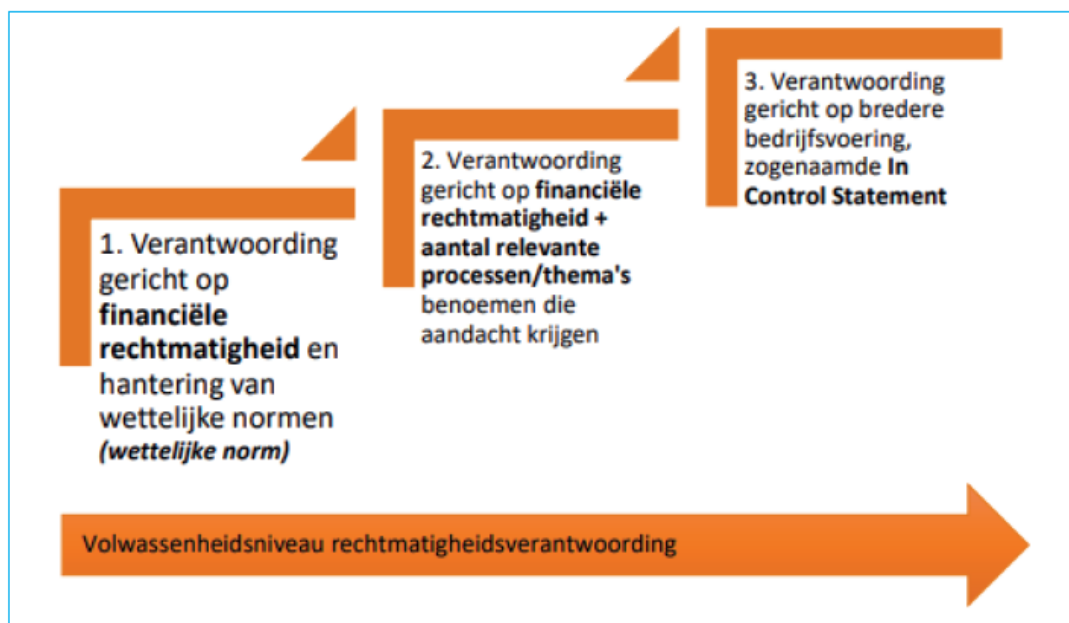 1. Verantwoording
gericht op
financiële
rechtmatigheid en
hantering van
wettelijke normen
(wettelijke norm)
2. Verantwoording
gericht op financiële
rechtmatigheid +
aantal relevante
processen/thema's
benoemen die
aandacht krijgen
3. Verantwoording
gericht op bredere
bedrijfsvoering,
zogenaamde In
Control Statement
Volwassenheidsniveau rechtmatigheidsverantwoording